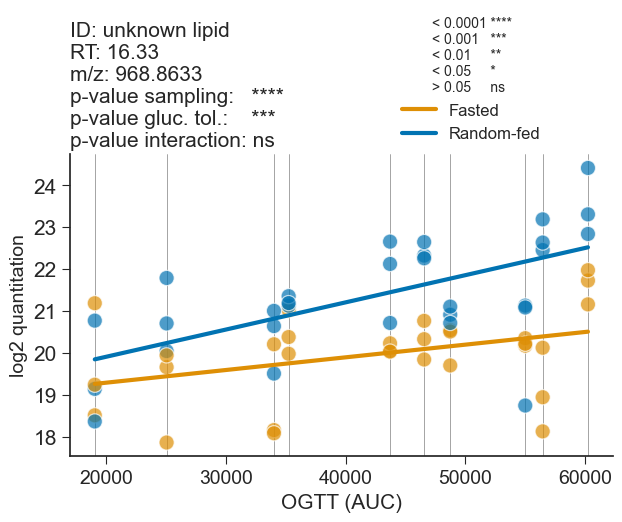 ID: unknown lipid
RT: 16.33
m/z: 968.8633
p-value sampling: ****
p-value gluc. tol.: ***
p-value interaction: ns
< 0.0001 ****
< 0.001 ***
< 0.01 **
< 0.05 *
> 0.05 ns
Fasted
Random-fed
log2 quantitation
24
23
22
21
20
19
18
20000 30000 40000 50000 60000
OGTT (AUC)